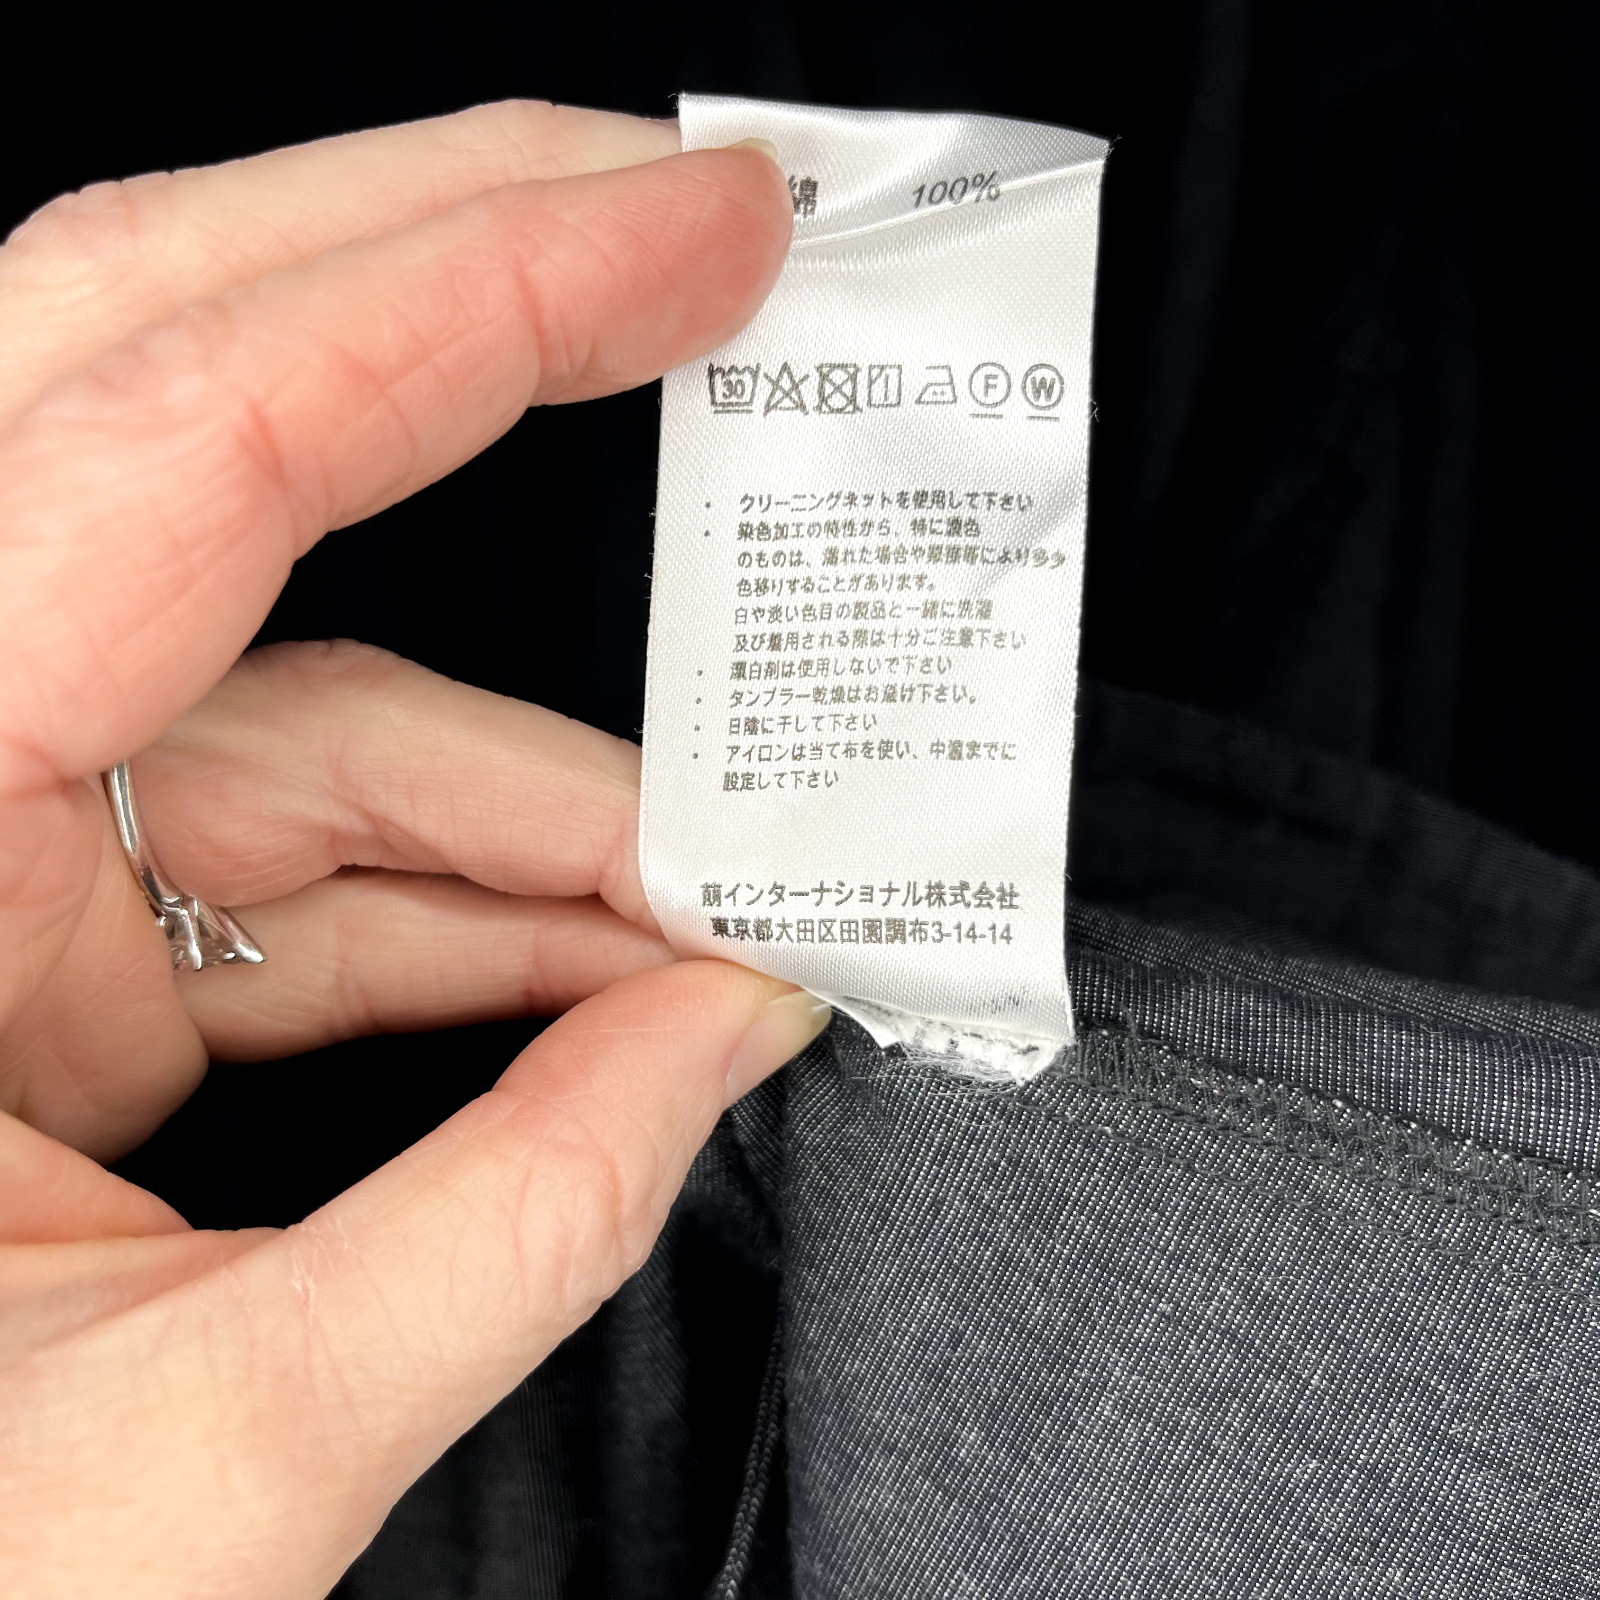 綿 100%
30 F W
・ クリーニングネットを使用して下さい
・ 染色加工の特性から、特に濃色
のものは、濡れた場合や摩擦等により多少
色移りすることがあります。
白や淡い色目の製品と一緒に洗濯
及び着用される際は十分ご注意下さい
・ 漂白剤は使用しないで下さい
・ タンブラー乾燥はお避け下さい。
・ 日陰に干して下さい
・ アイロンは当て布を使い、中温までに
設定して下さい
インターナショナル株式会社
東京都大田区田園調布3-14-14